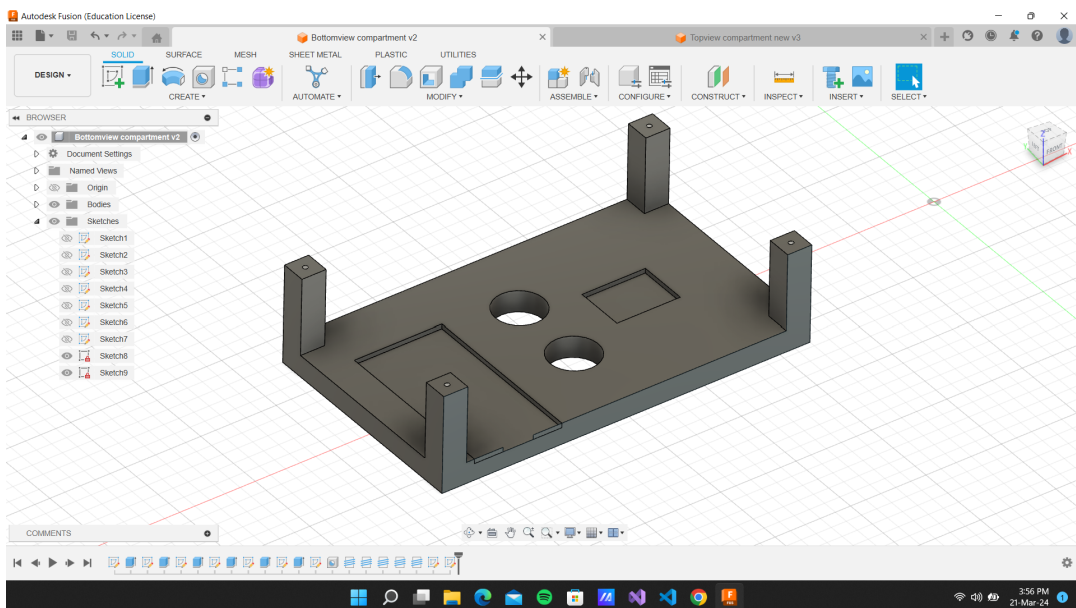 Autodesk Fusion (Education License)
Bottomview compartment v2
Topview compartment new v3
SOLID SURFACE MESH SHEET METAL PLASTIC UTILITIES
DESIGN
CREATE AUTOMATE MODIFY ASSEMBLE CONFIGURE CONSTRUCT INSPECT INSERT SELECT
BROWSER
Bottomview compartment v2
Document Settings
Named Views
Origin
Bodies
Sketches
Sketch1
Sketch2
Sketch3
Sketch4
Sketch5
Sketch6
Sketch7
Sketch8
Sketch9
Z
X
FRONT
COMMENTS
3:56 PM
21-Mar-24